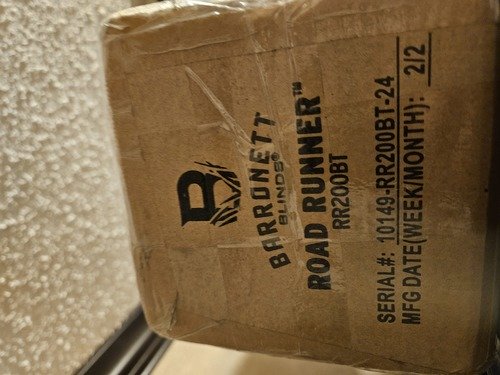 BARRONETT
BLINDS®
ROAD RUNNER™
RR200BT
SERIAL#: 10149-RR200BT-24
MFG DATE(WEEK/MONTH): 2/2